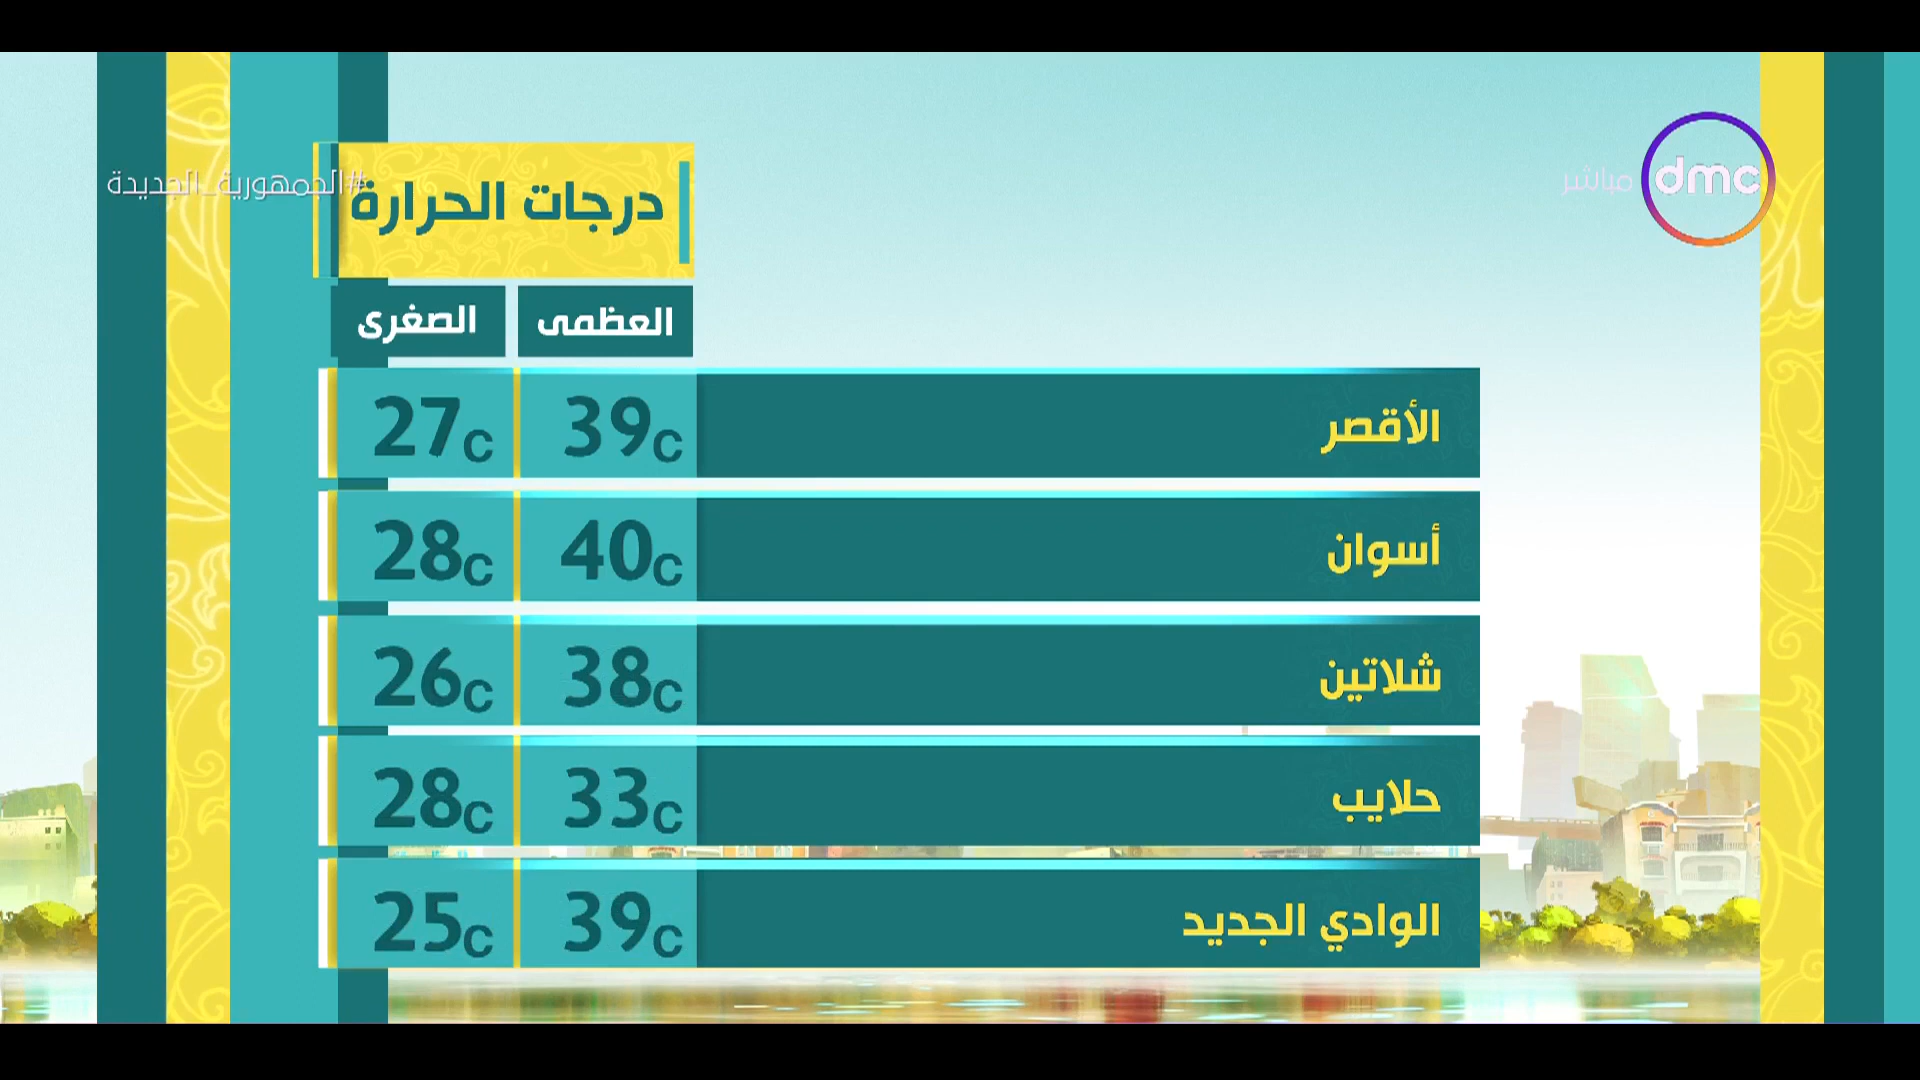 dmc مباشر
#الجمهورية_الجديدة
درجات الحرارة
العظمى الصغرى
الأقصر 39c 27c
أسوان 40c 28c
شلاتين 38c 26c
حلايب 33c 28c
الوادي الجديد 39c 25c